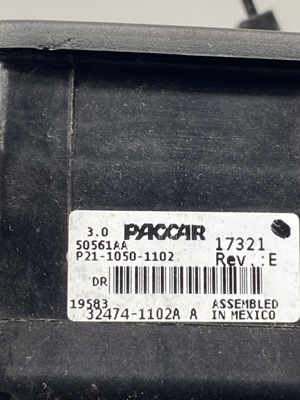 3.0 PACCAR
50561AA 17321
P21-1050-1102 Rev.:E
DR
19583 ASSEMBLED
32474-1102A A IN MEXICO